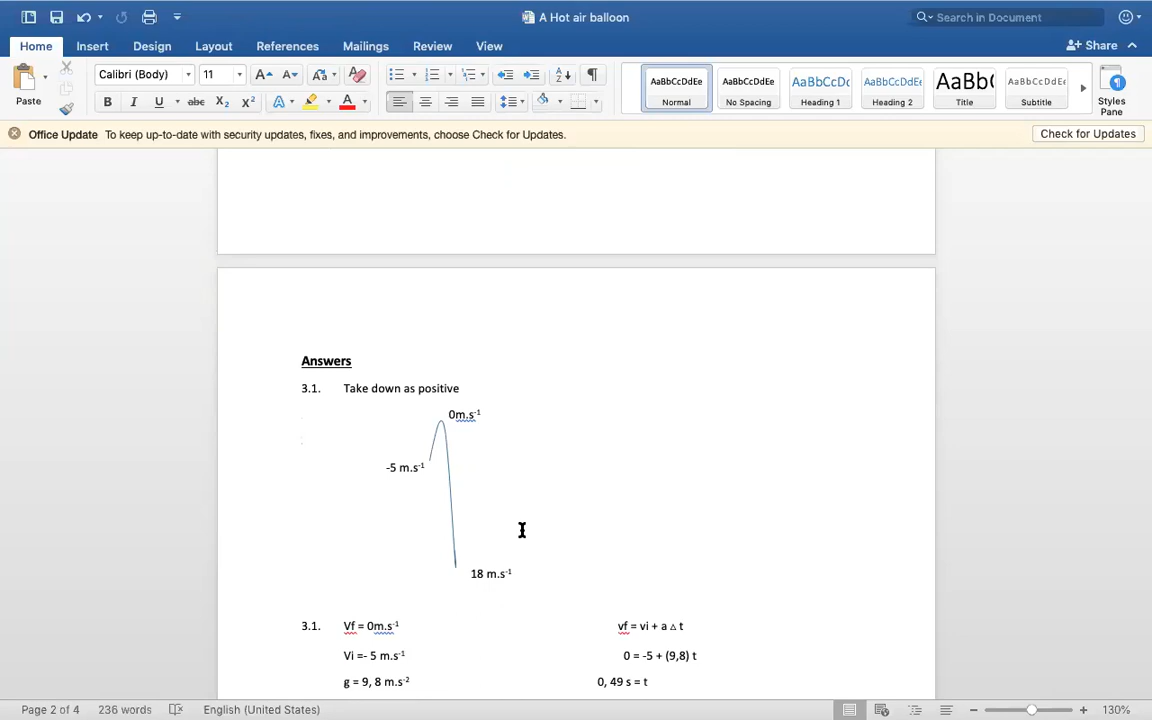 A Hot air balloon
Search in Document
Home Insert Design Layout References Mailings Review View
Share
Paste
Calibri (Body) 11
B I U abc X₂ X² A A
AaBbCcDdEe AaBbCcDdEe AaBbCcDc AaBbCcDdEe AaBb( AaBbCcDdEe
Normal No Spacing Heading 1 Heading 2 Title Subtitle
Styles
Pane
Office Update To keep up-to-date with security updates, fixes, and improvements, choose Check for Updates.
Check for Updates
Answers
3.1. Take down as positive
0m.s⁻¹
-5 m.s⁻¹
18 m.s⁻¹
3.1. Vf = 0m.s⁻¹ vf = vi + a △ t
Vi =- 5 m.s⁻¹ 0 = -5 + (9,8) t
g = 9, 8 m.s⁻² 0, 49 s = t
Page 2 of 4 236 words English (United States) 130%